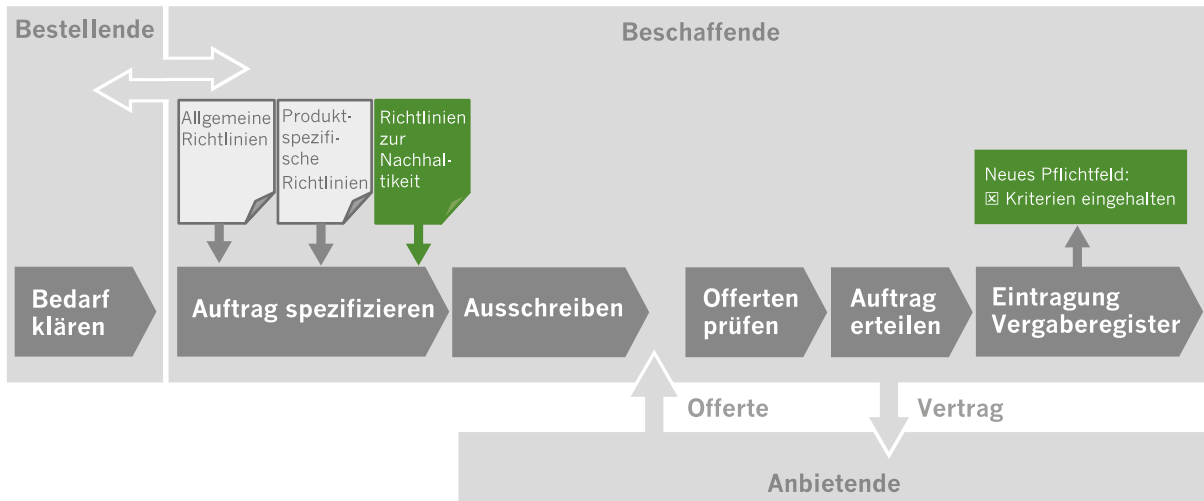 Bestellende
Beschaffende
Allgemeine
Richtlinien
Produkt-
spezifi-
sche
Richtlinien
Richtlinien
zur
Nachhal-
tikeit
Neues Pflichtfeld:
☒ Kriterien eingehalten
Bedarf
klären
Auftrag spezifizieren
Ausschreiben
Offerten
prüfen
Auftrag
erteilen
Eintragung
Vergaberegister
Offerte
Vertrag
Anbietende